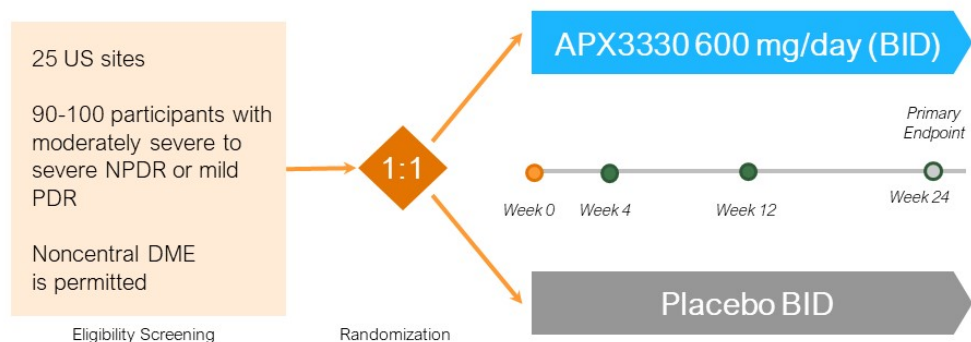 25 US sites
90-100 participants with
moderately severe to
severe NPDR or mild
PDR
Noncentral DME
is permitted
Eligibility Screening
1:1
Randomization
APX3330 600 mg/day (BID)
Primary
Endpoint
Week 0
Week 4
Week 12
Week 24
Placebo BID